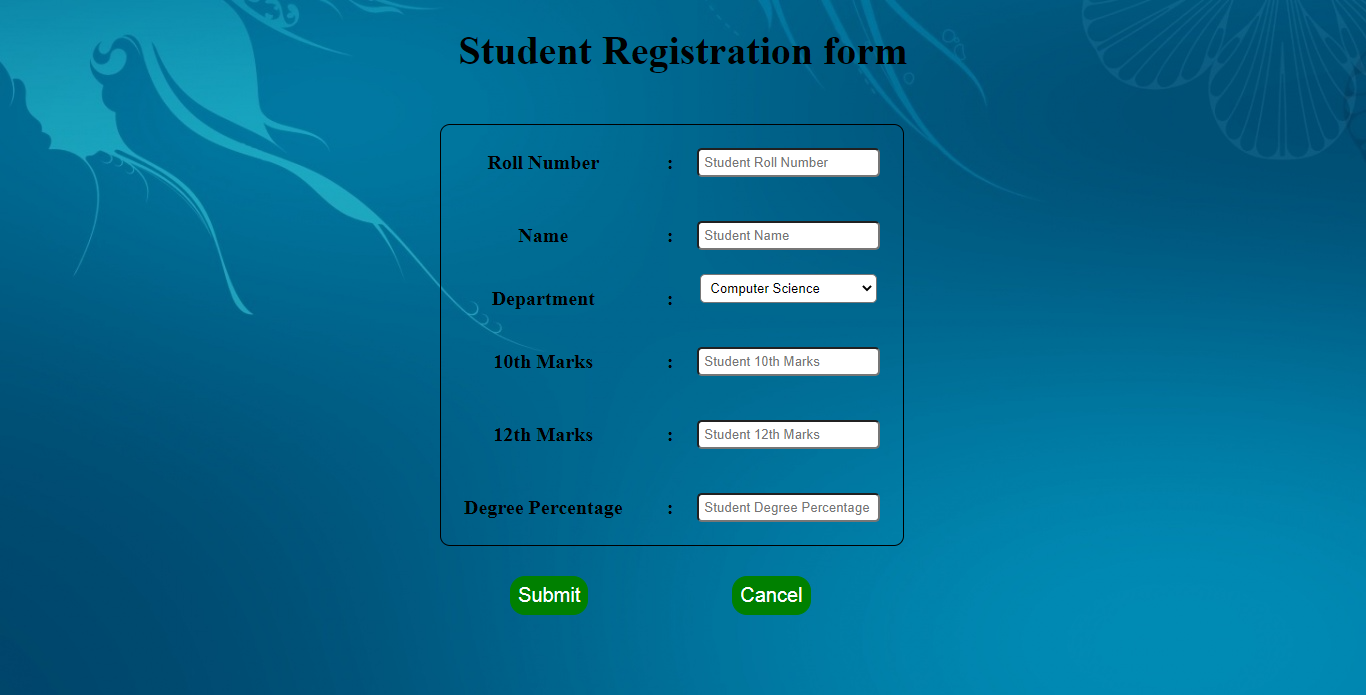 Student Registration form
Roll Number : Student Roll Number
Name : Student Name
Department : Computer Science
10th Marks : Student 10th Marks
12th Marks : Student 12th Marks
Degree Percentage : Student Degree Percentage
Submit Cancel